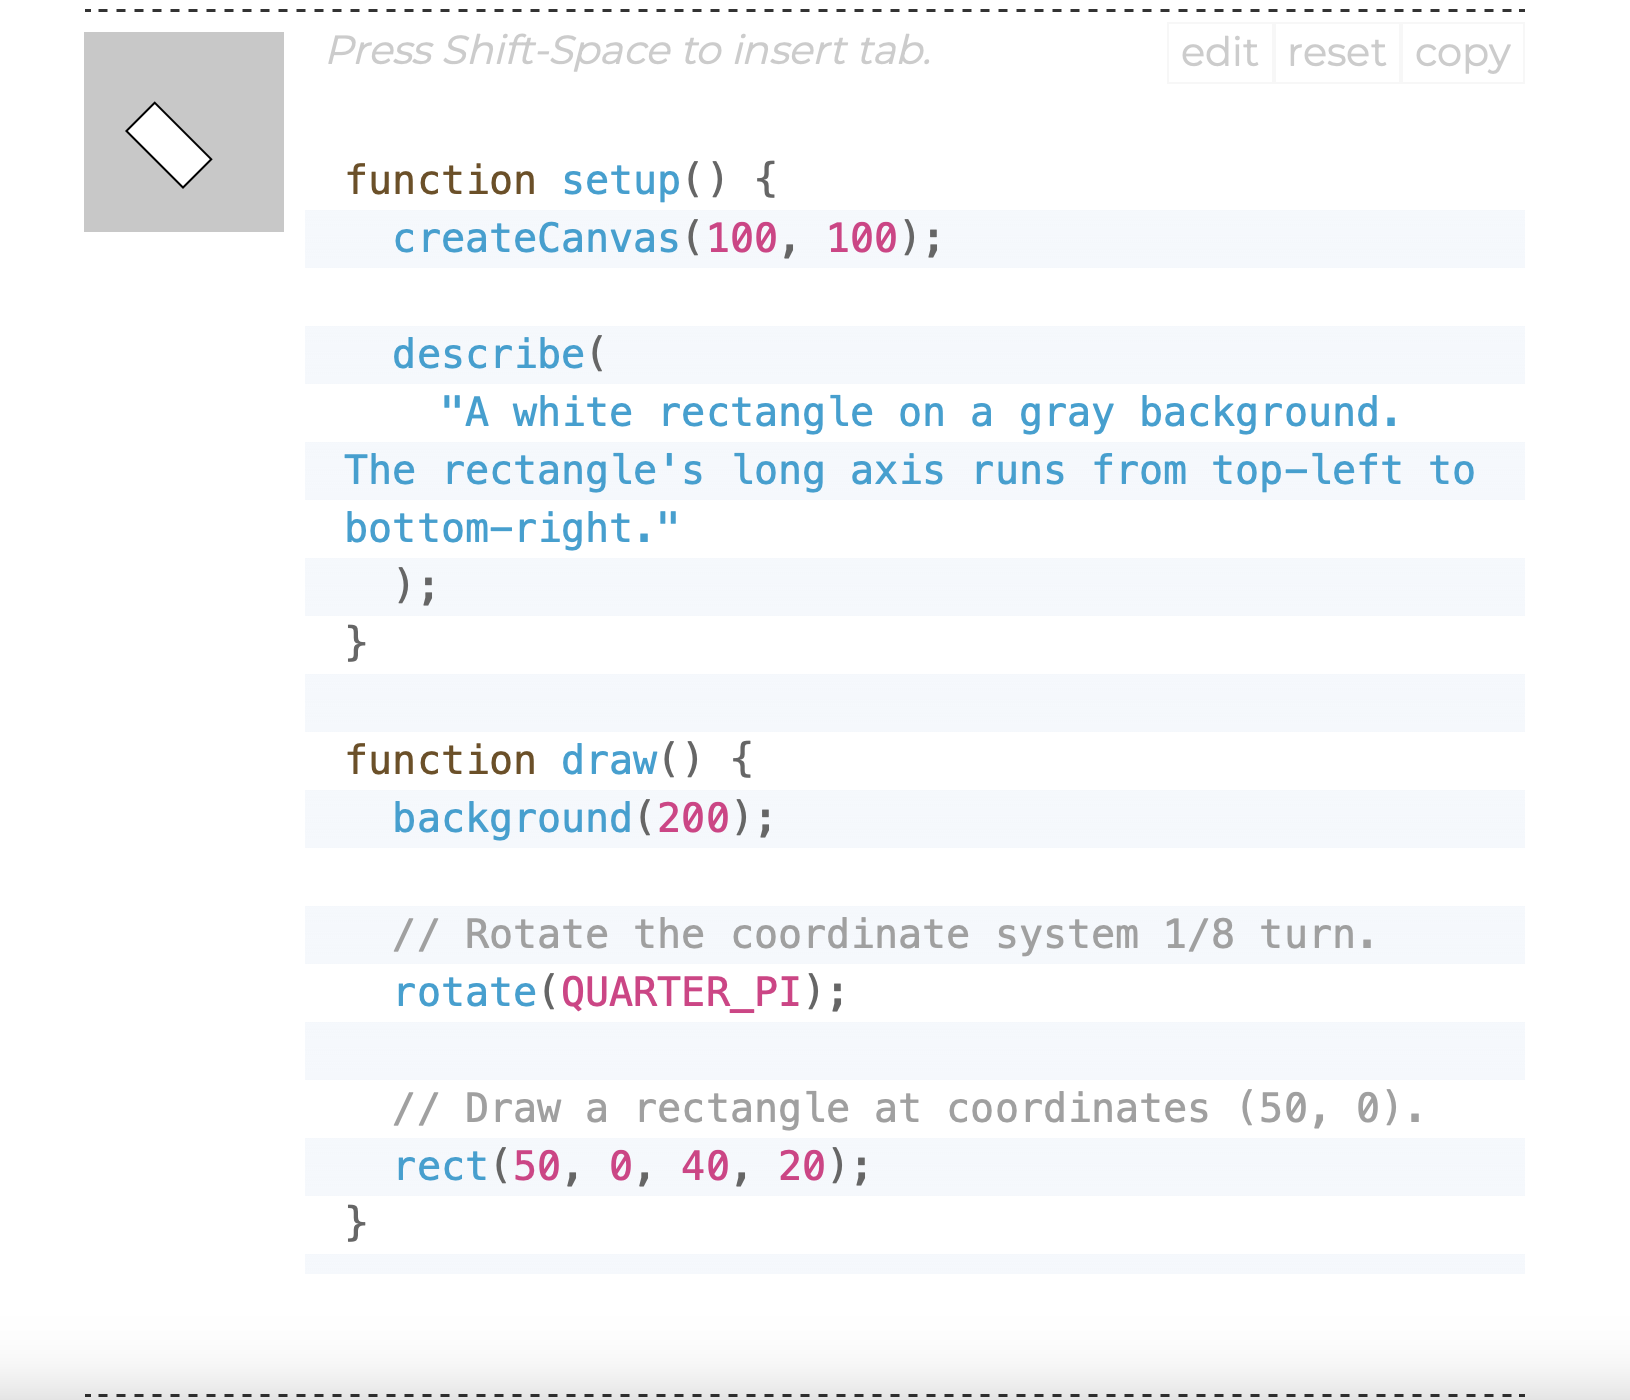 Press Shift-Space to insert tab.
edit reset copy
function setup() {
  createCanvas(100, 100);

  describe(
    "A white rectangle on a gray background.
The rectangle's long axis runs from top-left to
bottom-right."
  );
}

function draw() {
  background(200);

  // Rotate the coordinate system 1/8 turn.
  rotate(QUARTER_PI);

  // Draw a rectangle at coordinates (50, 0).
  rect(50, 0, 40, 20);
}